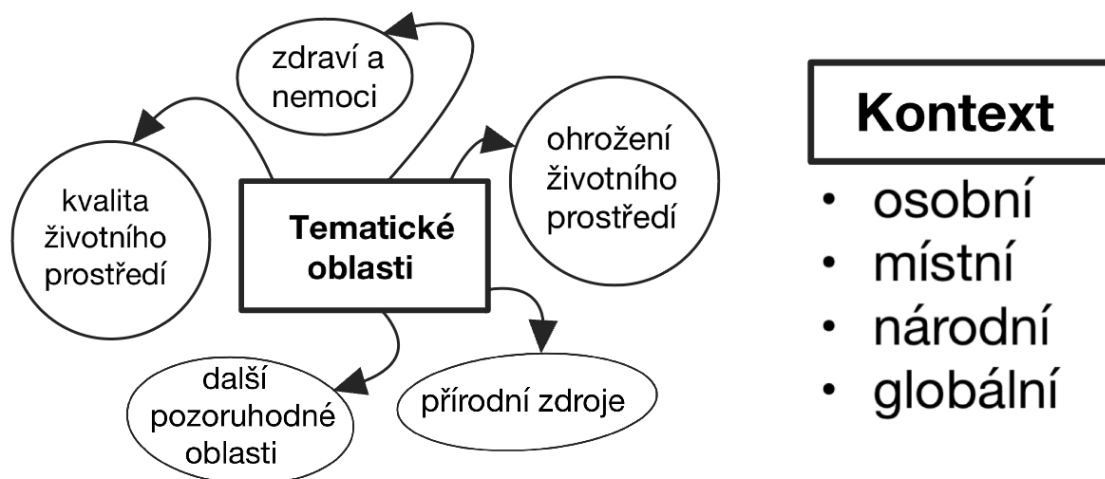 zdraví a
nemoci
ohrožení
životního
prostředí
kvalita
životního
prostředí
Tematické
oblasti
další
pozoruhodné
oblasti
přírodní zdroje
Kontext
• osobní
• místní
• národní
• globální